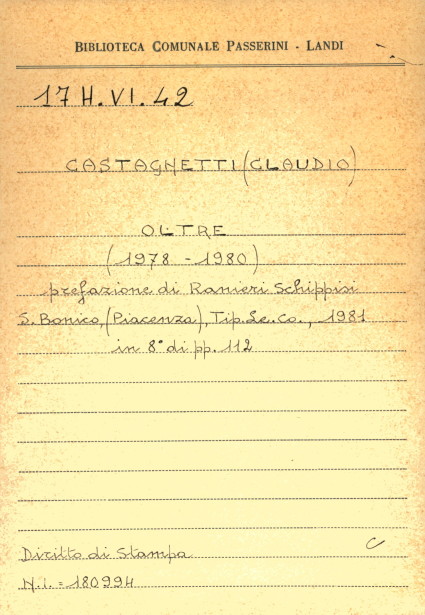 BIBLIOTECA COMUNALE PASSERINI - LANDI
17 H. VI. 42
CASTAGNETTI (CLAUDIO)
OLTRE
(1978 - 1980)
prefazione di Ranieri Schippisi
S. Bonico, (Piacenza), Tip. Le. Co., 1981
in 8° di pp. 112
C
Diritto di Stampa
N. i. = 180994